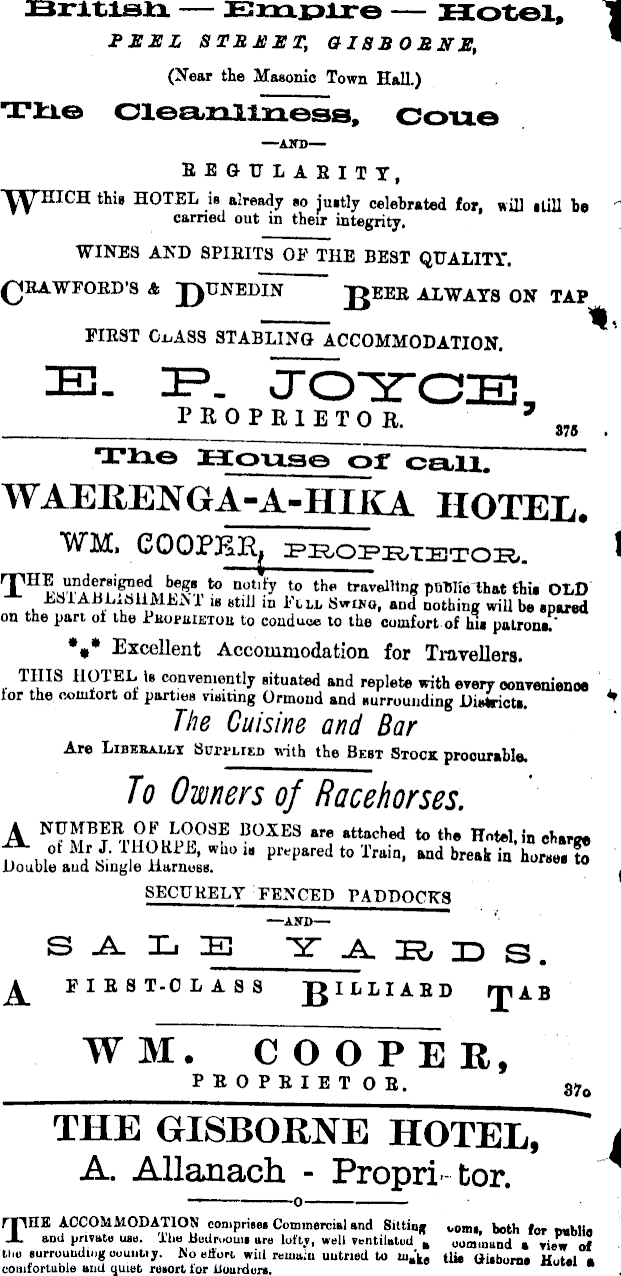 British — Empire — Hotel,
PEEL STREET, GISBORNE,
(Near the Masonic Town Hall.)
The Cleanliness, Coue
—AND—
REGULARITY,
WHICH this HOTEL is already so justly celebrated for, will still be
carried out in their integrity.
WINES AND SPIRITS OF THE BEST QUALITY.
CRAWFORD'S & DUNEDIN BEER ALWAYS ON TAP
FIRST CLASS STABLING ACCOMMODATION.
E. P. JOYCE,
PROPRIETOR.
375
The House of call.
WAERENGA-A-HIKA HOTEL.
WM. COOPER, PROPRIETOR.
THE undersigned begs to notify to the travelling public that this OLD
ESTABLISHMENT is still in FULL SWING, and nothing will be spared
on the part of the PROPRIETOR to conduce to the comfort of his patrons.
*** Excellent Accommodation for Travellers.
THIS HOTEL is conveniently situated and replete with every convenience
for the comfort of parties visiting Ormond and surrounding Districts.
The Cuisine and Bar
Are LIBERALLY SUPPLIED with the BEST STOCK procurable.
To Owners of Racehorses.
A NUMBER OF LOOSE BOXES are attached to the Hotel, in charge
of Mr J. THORPE, who is prepared to Train, and break in horses to
Double and Single Harness.
SECURELY FENCED PADDOCKS
—AND—
SALE YARDS.
A FIRST-CLASS BILLIARD TAB
WM. COOPER,
PROPRIETOR.
370
THE GISBORNE HOTEL,
A. Allanach - Propri-tor.
—o—
THE ACCOMMODATION comprises Commercial and Sitting ooms, both for public
and private use. The Bedrooms are lofty, well ventilated command a view of
the surrounding country. No effort will remain untried to make the Gisborne Hotel a
comfortable and quiet resort for Boarders.